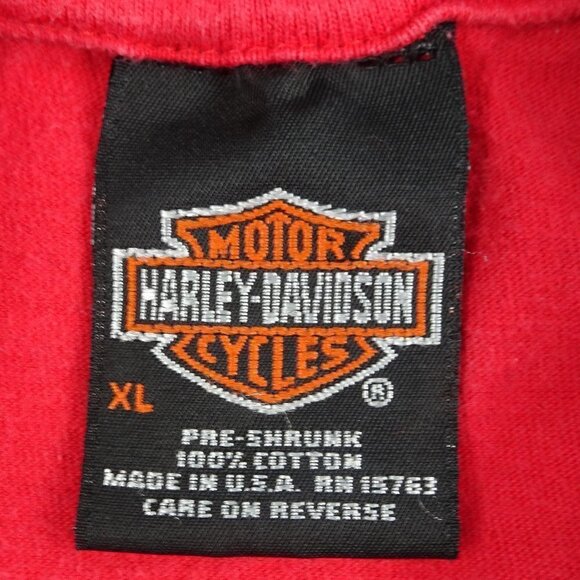 MOTOR
HARLEY-DAVIDSON
CYCLES
XL
®
PRE-SHRUNK
100% COTTON
MADE IN U.S.A. RN 15763
CARE ON REVERSE